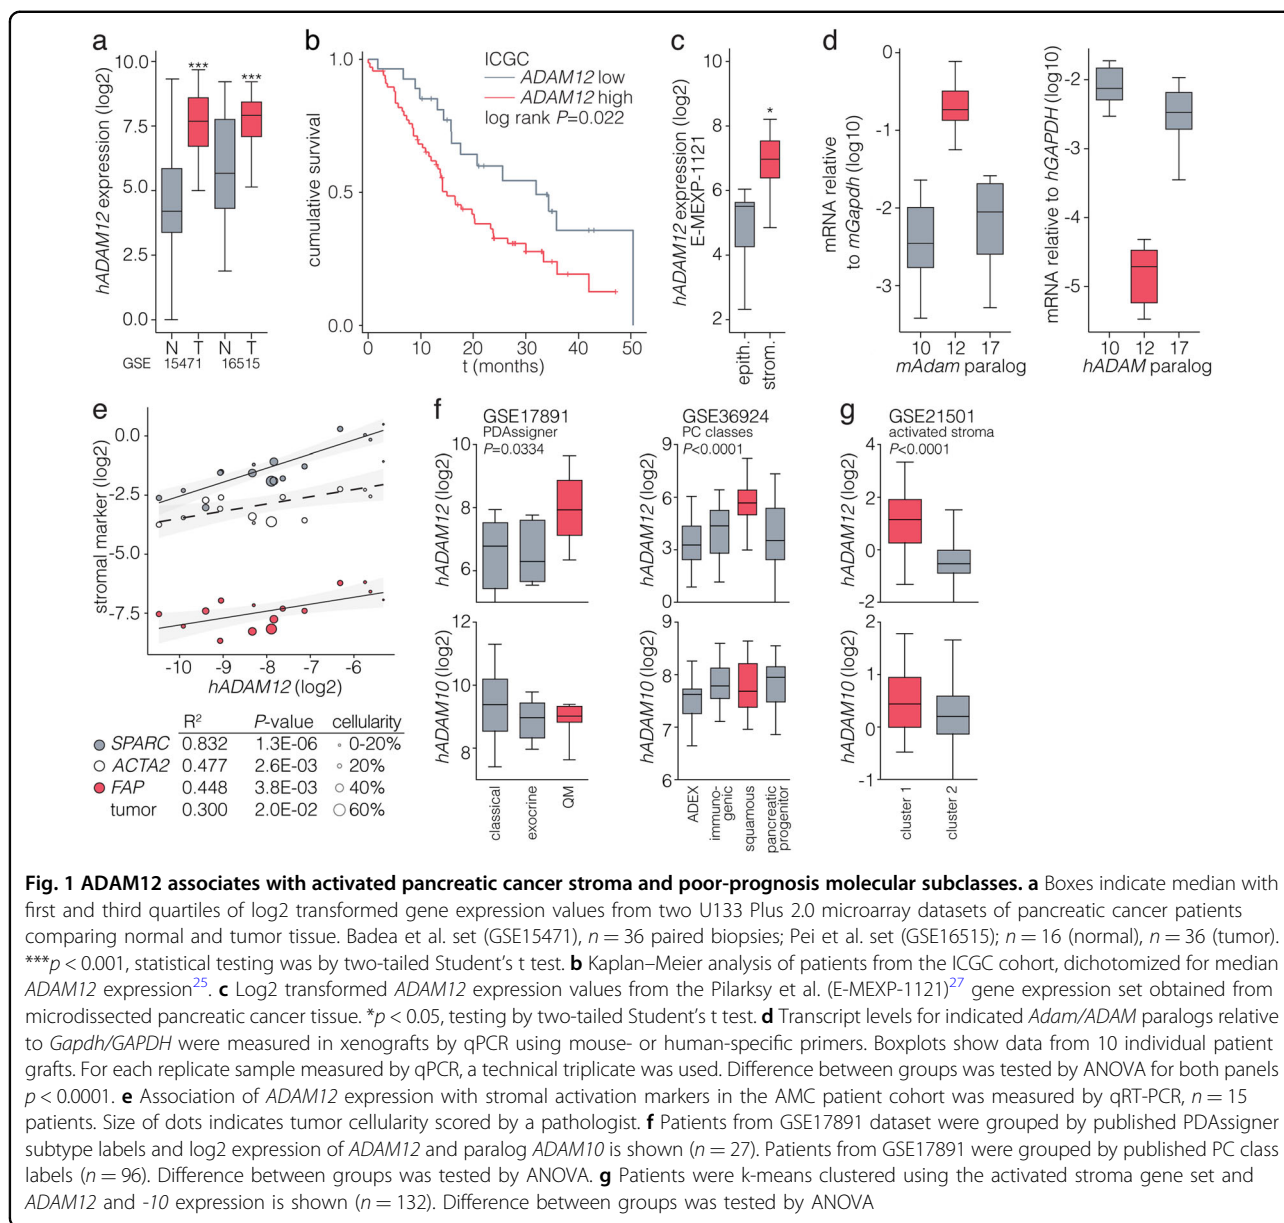 a
hADAM12 expression (log2)
10.0
7.5
5.0
2.5
0.0
***
***
N T N T
GSE 15471 16515
b
cumulative survival
1.0
0.5
0.0
ICGC
ADAM12 low
ADAM12 high
log rank P=0.022
0 10 20 30 40 50
t (months)
c
hADAM12 expression (log2)
E-MEXP-1121
10
8
6
4
2
*
epith.
strom.
d
mRNA relative
to mGapdh (log10)
-0
-1
-2
-3
10 12 17
mAdam paralog
mRNA relative to hGAPDH (log10)
-2
-3
-4
-5
10 12 17
hADAM paralog
e
stromal marker (log2)
0.0
-2.5
-5.0
-7.5
-10 -9 -8 -7 -6
hADAM12 (log2)
R2 P-value cellularity
SPARC 0.832 1.3E-06 0-20%
ACTA2 0.477 2.6E-03 20%
FAP 0.448 3.8E-03 40%
tumor 0.300 2.0E-02 60%
f
GSE17891
PDAssigner
P=0.0334
hADAM12 (log2)
10
8
6
hADAM10 (log2)
12
10
8
classical
exocrine
QM
GSE36924
PC classes
P<0.0001
hADAM12 (log2)
9
6
3
0
hADAM10 (log2)
9
8
7
6
ADEX
immuno-
genic
squamous
pancreatic
progenitor
g
GSE21501
activated stroma
P<0.0001
hADAM12 (log2)
4
2
0
-2
hADAM10 (log2)
2
1
0
-1
cluster 1
cluster 2
Fig. 1 ADAM12 associates with activated pancreatic cancer stroma and poor-prognosis molecular subclasses. a Boxes indicate median with
first and third quartiles of log2 transformed gene expression values from two U133 Plus 2.0 microarray datasets of pancreatic cancer patients
comparing normal and tumor tissue. Badea et al. set (GSE15471), n = 36 paired biopsies; Pei et al. set (GSE16515); n = 16 (normal), n = 36 (tumor).
***p < 0.001, statistical testing was by two-tailed Student's t test. b Kaplan–Meier analysis of patients from the ICGC cohort, dichotomized for median
ADAM12 expression25. c Log2 transformed ADAM12 expression values from the Pilarksy et al. (E-MEXP-1121)27 gene expression set obtained from
microdissected pancreatic cancer tissue. *p < 0.05, testing by two-tailed Student's t test. d Transcript levels for indicated Adam/ADAM paralogs relative
to Gapdh/GAPDH were measured in xenografts by qPCR using mouse- or human-specific primers. Boxplots show data from 10 individual patient
grafts. For each replicate sample measured by qPCR, a technical triplicate was used. Difference between groups was tested by ANOVA for both panels
p < 0.0001. e Association of ADAM12 expression with stromal activation markers in the AMC patient cohort was measured by qRT-PCR, n = 15
patients. Size of dots indicates tumor cellularity scored by a pathologist. f Patients from GSE17891 dataset were grouped by published PDAssigner
subtype labels and log2 expression of ADAM12 and paralog ADAM10 is shown (n = 27). Patients from GSE17891 were grouped by published PC class
labels (n = 96). Difference between groups was tested by ANOVA. g Patients were k-means clustered using the activated stroma gene set and
ADAM12 and -10 expression is shown (n = 132). Difference between groups was tested by ANOVA